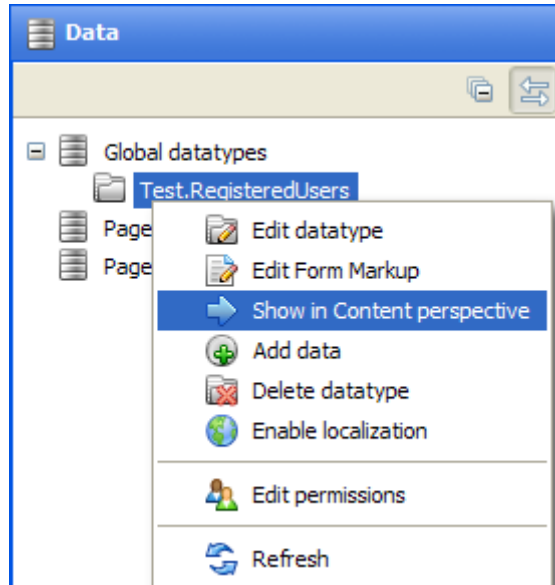 Data
Global datatypes
Test.RegisteredUsers
Page
Page
Edit datatype
Edit Form Markup
Show in Content perspective
Add data
Delete datatype
Enable localization
Edit permissions
Refresh